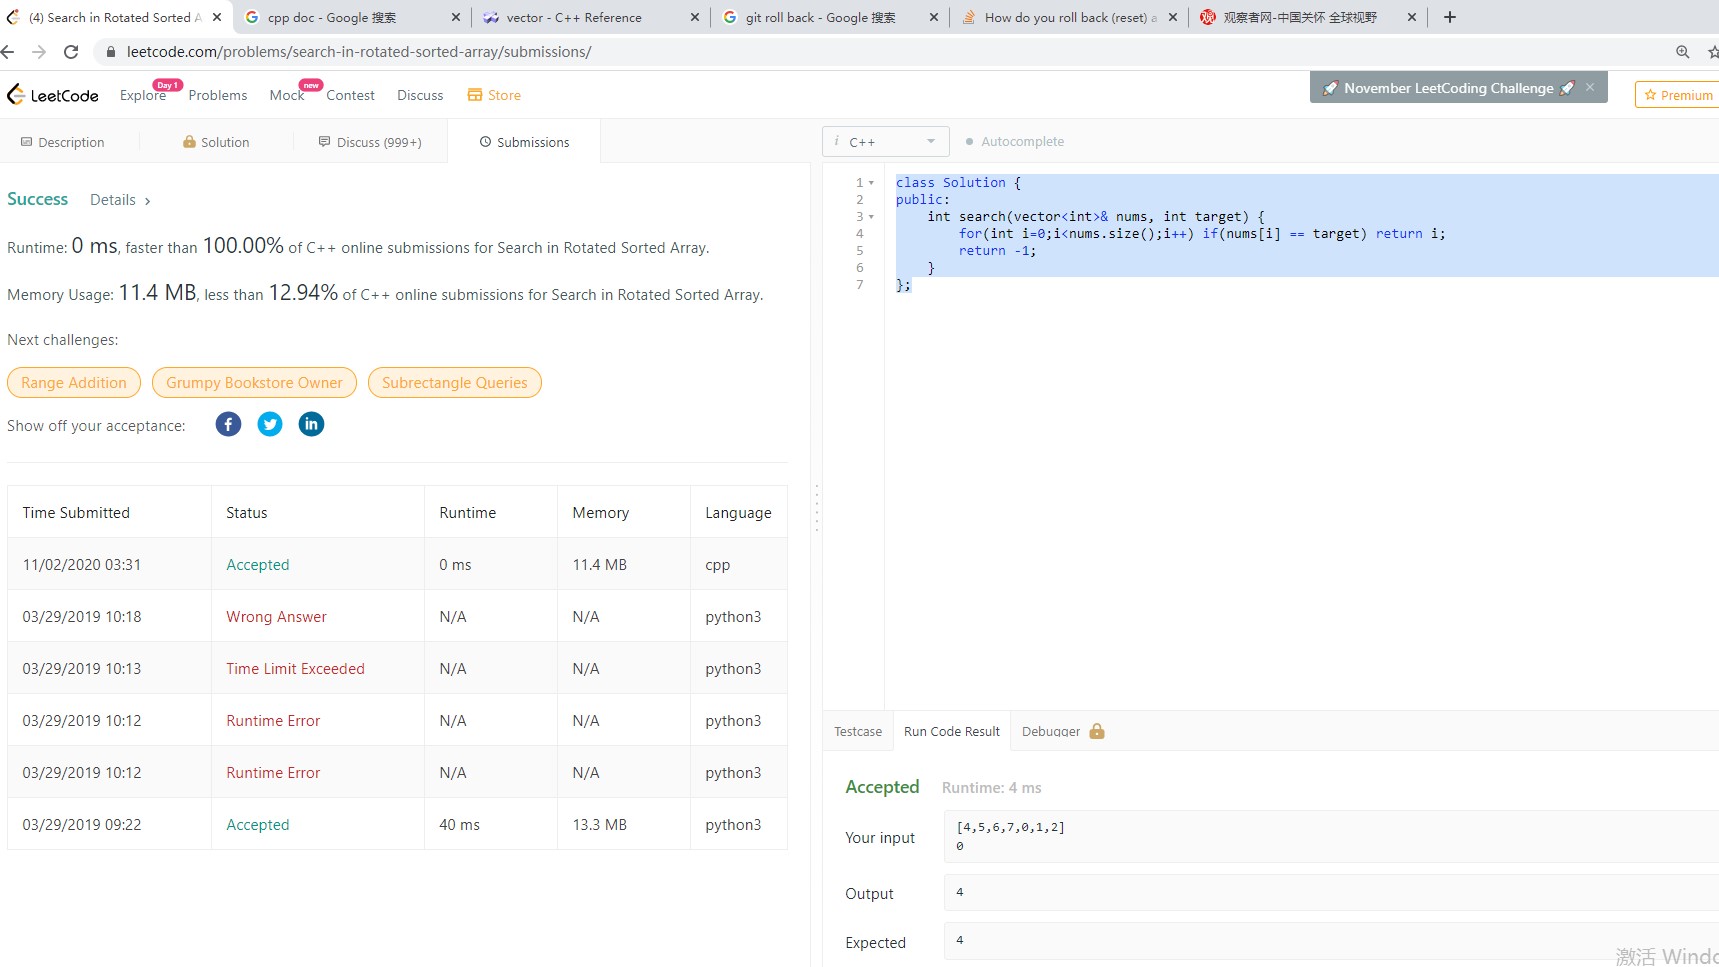 (4) Search in Rotated Sorted A
cpp doc - Google 搜索
vector - C++ Reference
git roll back - Google 搜索
How do you roll back (reset) a
观察者网-中国关怀 全球视野
leetcode.com/problems/search-in-rotated-sorted-array/submissions/
LeetCode
Explore
Day 1
Problems
Mock
new
Contest
Discuss
Store
November LeetCoding Challenge
Premium
Description
Solution
Discuss (999+)
Submissions
i C++
Autocomplete
Success
Details
Runtime: 0 ms, faster than 100.00% of C++ online submissions for Search in Rotated Sorted Array.
Memory Usage: 11.4 MB, less than 12.94% of C++ online submissions for Search in Rotated Sorted Array.
Next challenges:
Range Addition
Grumpy Bookstore Owner
Subrectangle Queries
Show off your acceptance:
Time Submitted Status Runtime Memory Language
11/02/2020 03:31 Accepted 0 ms 11.4 MB cpp
03/29/2019 10:18 Wrong Answer N/A N/A python3
03/29/2019 10:13 Time Limit Exceeded N/A N/A python3
03/29/2019 10:12 Runtime Error N/A N/A python3
03/29/2019 10:12 Runtime Error N/A N/A python3
03/29/2019 09:22 Accepted 40 ms 13.3 MB python3
1 class Solution {
2 public:
3 int search(vector<int>& nums, int target) {
4 for(int i=0;i<nums.size();i++) if(nums[i] == target) return i;
5 return -1;
6 }
7 };
Testcase
Run Code Result
Debugger
Accepted
Runtime: 4 ms
Your input
[4,5,6,7,0,1,2]
0
Output
4
Expected
4
激活 Windo